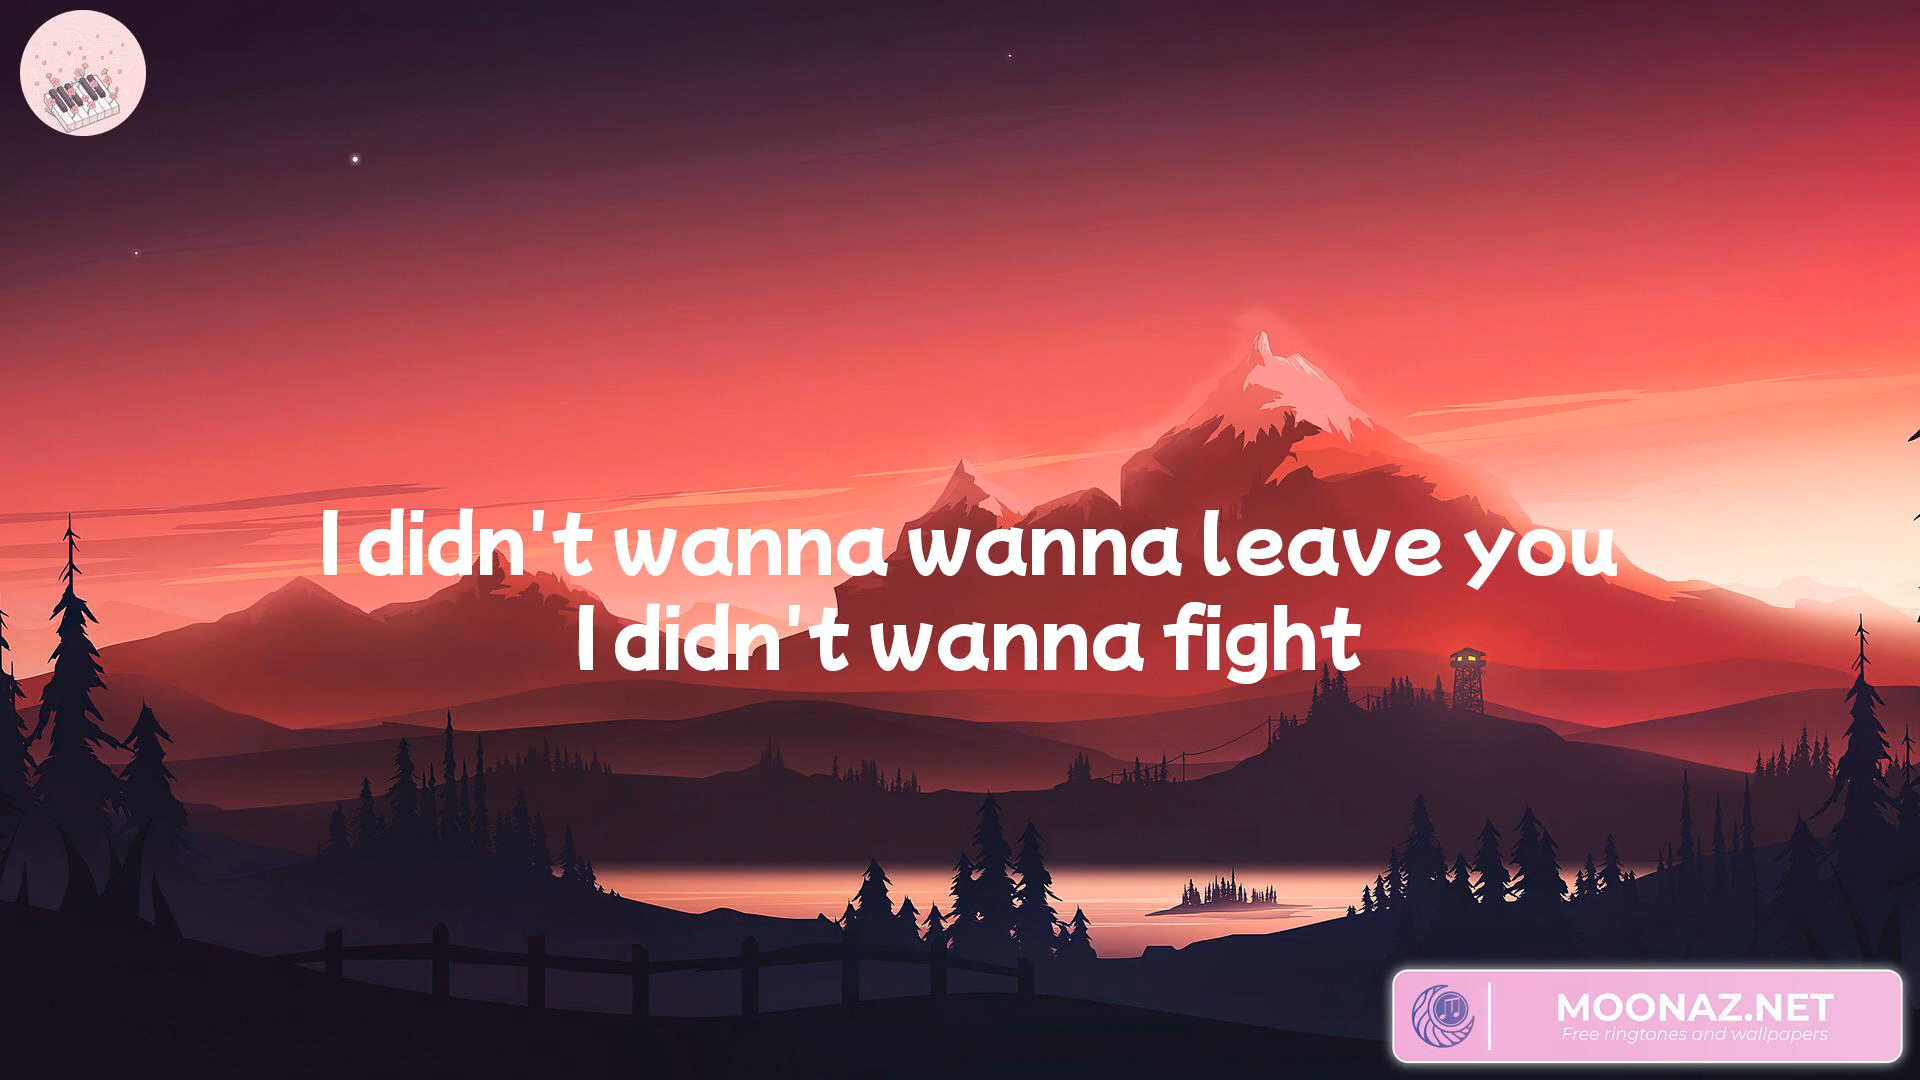 I didn't wanna wanna leave you
I didn't wanna fight
MOONAZ.NET
Free ringtones and wallpapers